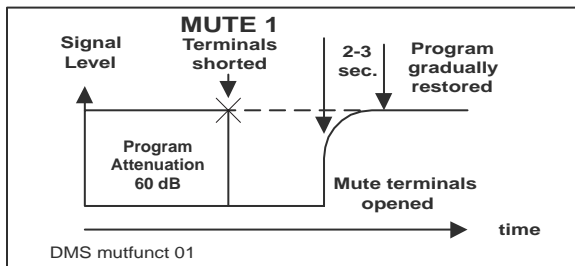 MUTE 1
Signal
Level
Terminals
shorted
2-3
sec.
Program
gradually
restored
Program
Attenuation
60 dB
Mute terminals
opened
time
DMS mutfunct 01